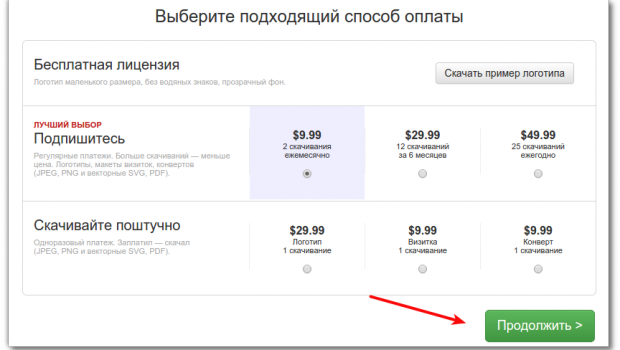 Выберите подходящий способ оплаты
Бесплатная лицензия
Логотип маленького размера, без водяных знаков, прозрачный фон.
Скачать пример логотипа
ЛУЧШИЙ ВЫБОР
Подпишитесь
Регулярные платежи. Больше скачиваний — меньше
цена. Логотипы, макеты визиток, конвертов
(JPEG, PNG и векторные SVG, PDF).
$9.99
2 скачивания
ежемесячно
$29.99
12 скачиваний
за 6 месяцев
$49.99
25 скачиваний
ежегодно
Скачивайте поштучно
Одноразовый платеж. Заплатил — скачал
(JPEG, PNG и векторные SVG, PDF).
$29.99
Логотип
1 скачивание
$9.99
Визитка
1 скачивание
$9.99
Конверт
1 скачивание
Продолжить >